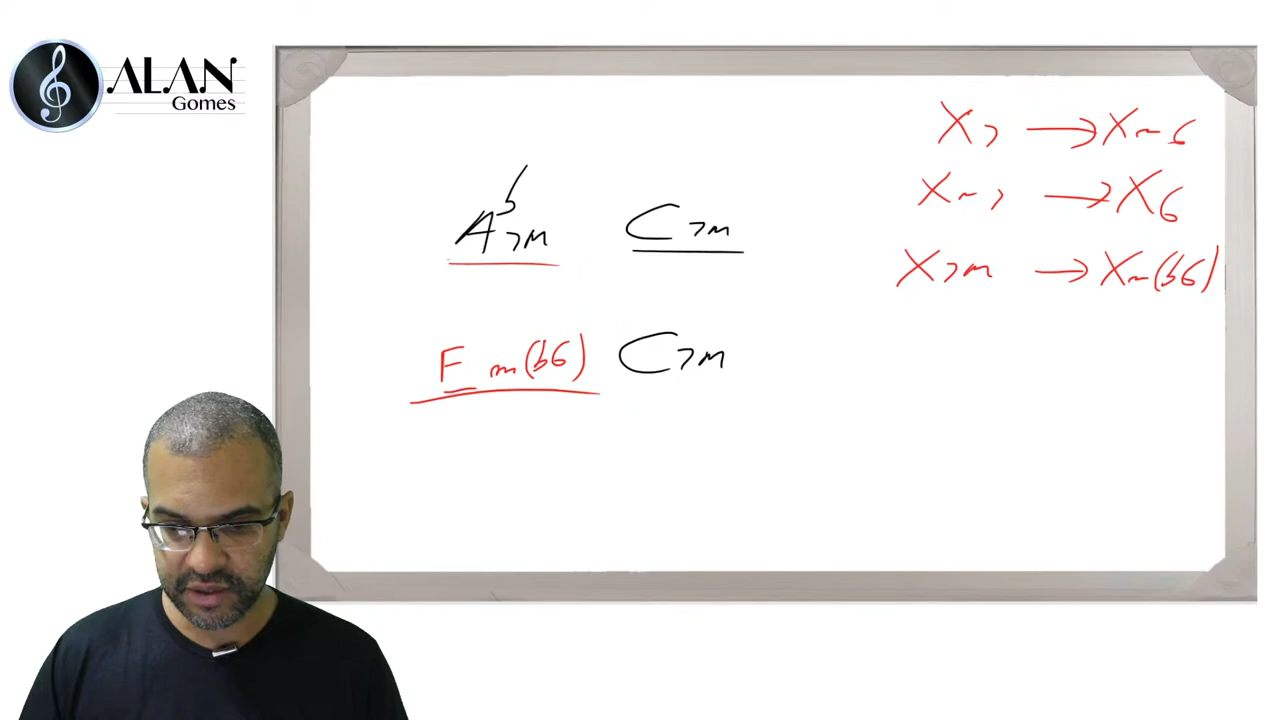 ALAN
Gomes
X7 → Xm6
Xm7 → X6
X7M → Xm(b6)
Ab7M C7M
Fm(b6) C7M